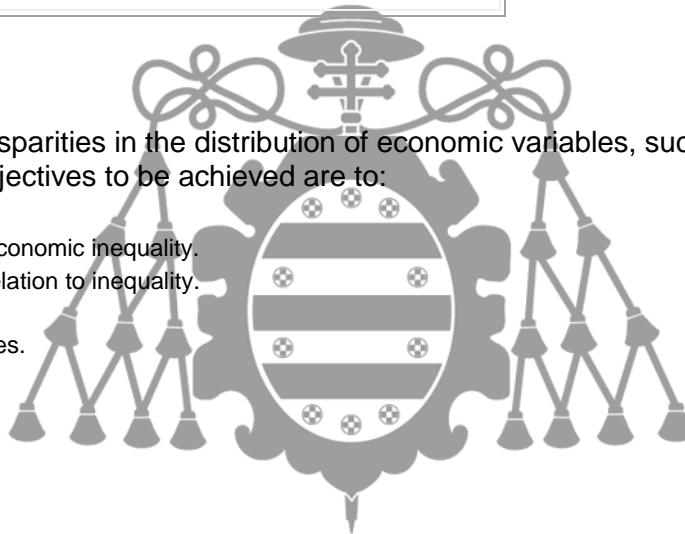 sparities in the distribution of economic variables, suc
jectives to be achieved are to:
conomic inequality.
elation to inequality.
es.